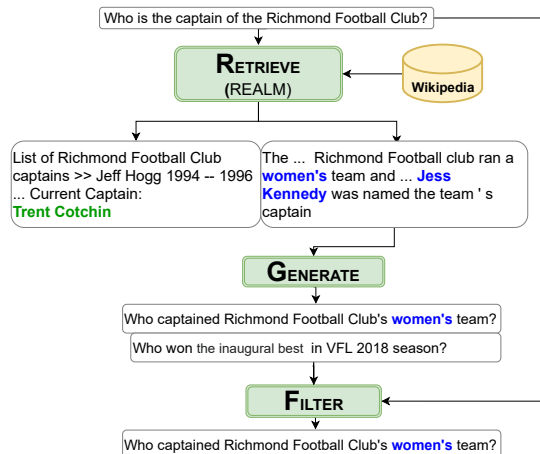 Who is the captain of the Richmond Football Club?
RETRIEVE
(REALM)
Wikipedia
List of Richmond Football Club
captains >> Jeff Hogg 1994 -- 1996
... Current Captain:
Trent Cotchin
The ... Richmond Football club ran a
women's team and ... Jess
Kennedy was named the team ' s
captain
GENERATE
Who captained Richmond Football Club's women's team?
Who won the inaugural best in VFL 2018 season?
FILTER
Who captained Richmond Football Club's women's team?